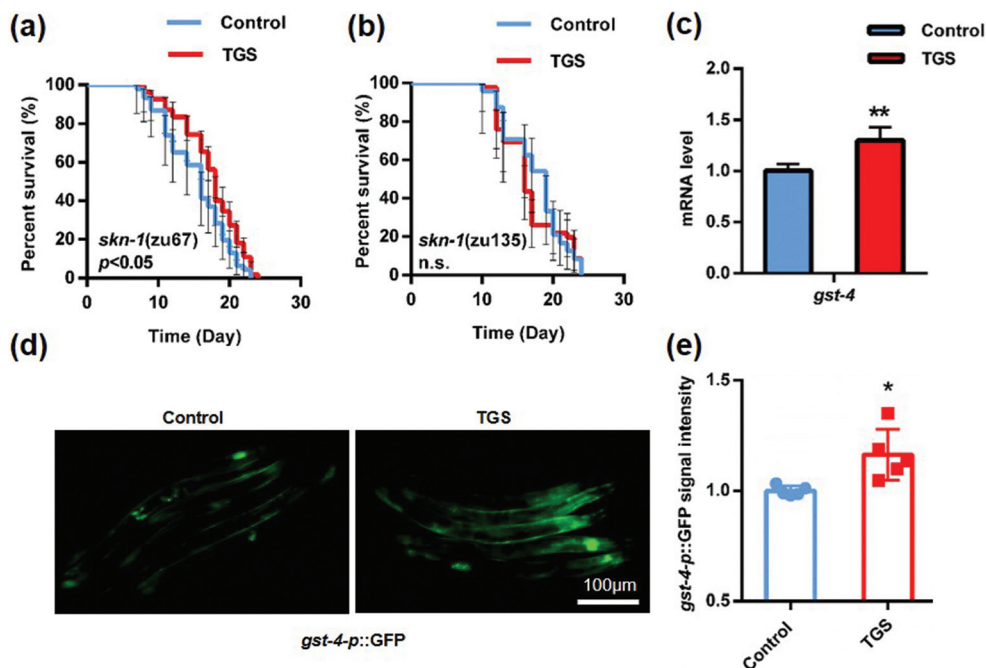 (a)
Control
TGS
Percent survival (%)
100
80
60
40
20
0
skn-1(zu67)
p<0.05
0
10
20
30
Time (Day)
(b)
Control
TGS
Percent survival (%)
100
80
60
40
20
0
skn-1(zu135)
n.s.
0
10
20
30
Time (Day)
(c)
Control
TGS
mRNA level
2.0
1.5
1.0
0.5
0.0
**
gst-4
(d)
Control
TGS
100μm
gst-4-p::GFP
(e)
gst-4-p::GFP signal intensity
1.5
1.0
0.5
*
Control
TGS